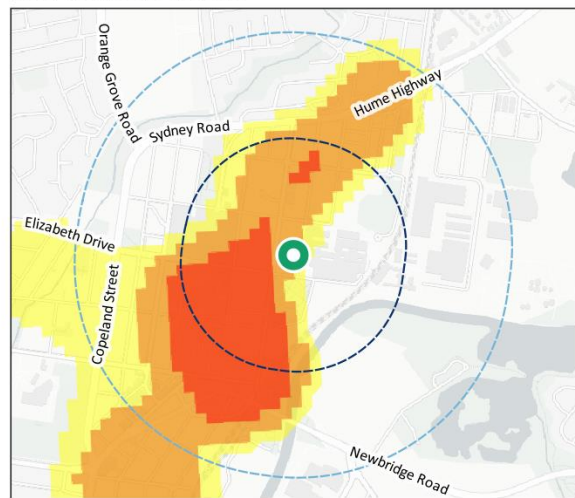 Orange Grove Road
Hume Highway
Sydney Road
Elizabeth Drive
Copeland Street
Newbridge Road